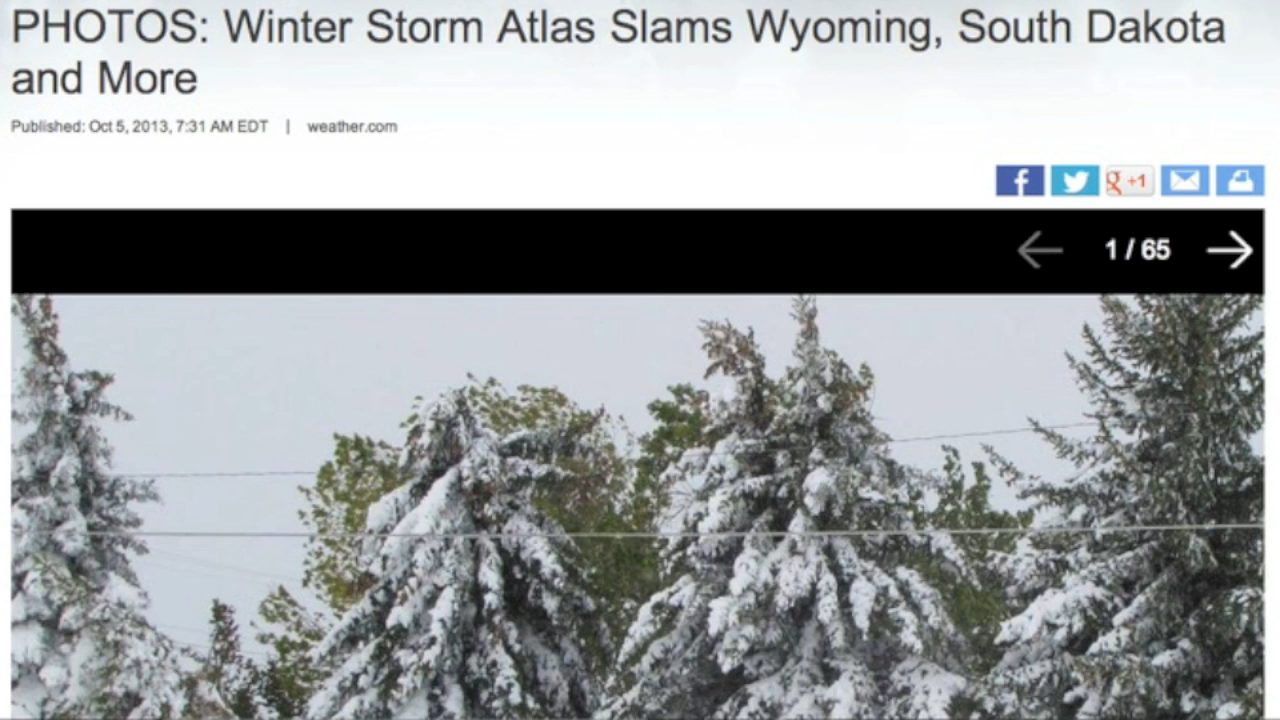 PHOTOS: Winter Storm Atlas Slams Wyoming, South Dakota
and More
Published: Oct 5, 2013, 7:31 AM EDT | weather.com
f g +1
1 / 65